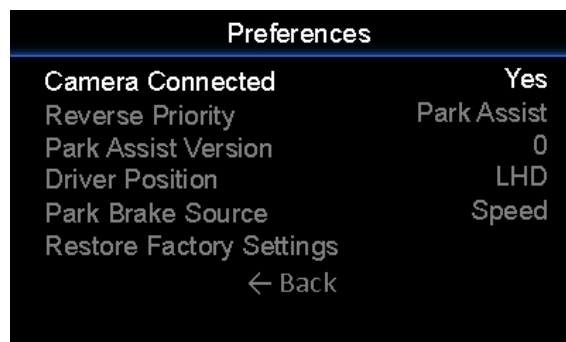 Preferences
Camera Connected Yes
Reverse Priority Park Assist
Park Assist Version 0
Driver Position LHD
Park Brake Source Speed
Restore Factory Settings
← Back